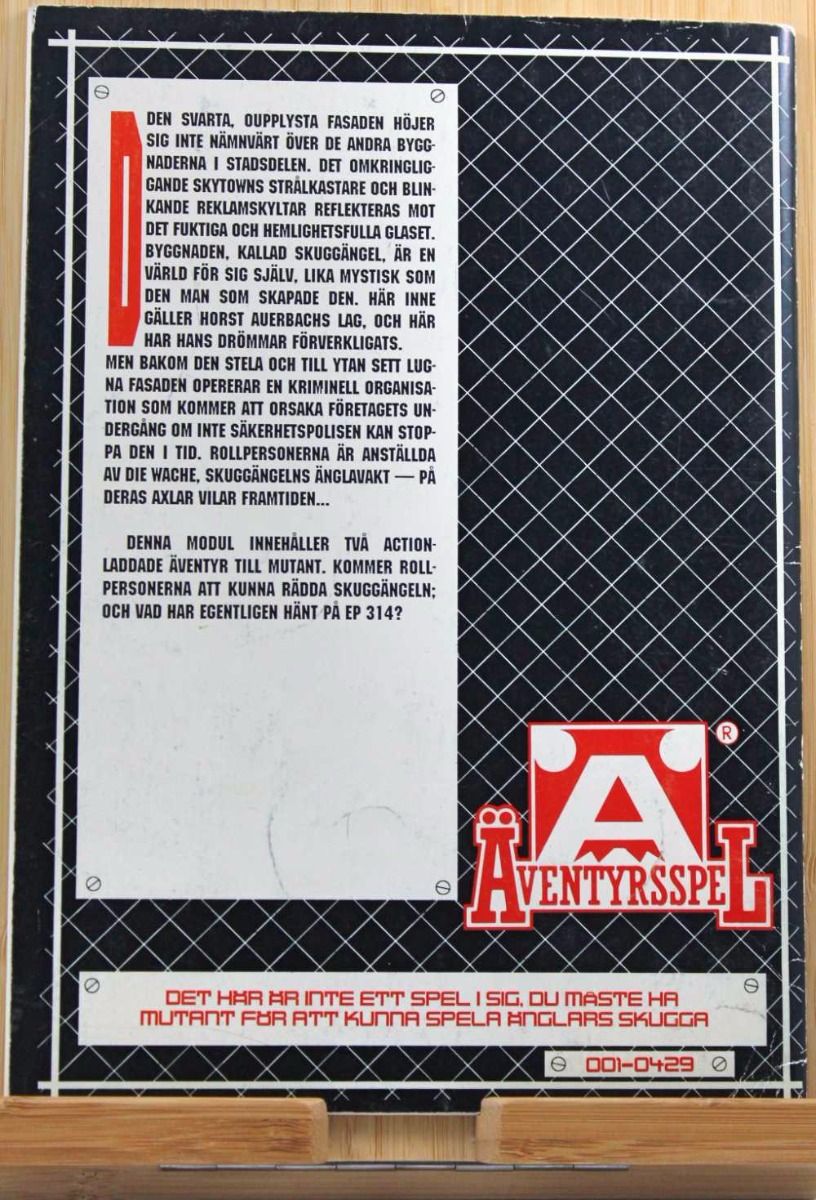 DEN SVARTA, OUPPLYSTA FASADEN HÖJER
SIG INTE NÄMNVÄRT ÖVER DE ANDRA BYGG-
NADERNA I STADSDELEN. DET OMKRINGLIG-
GANDE SKYTOWNS STRÅLKASTARE OCH BLIN-
KANDE REKLAMSKYLTAR REFLEKTERAS MOT
DET FUKTIGA OCH HEMLIGHETSFULLA GLASET.
BYGGNADEN, KALLAD SKUGGÄNGEL, ÄR EN
VÄRLD FÖR SIG SJÄLV, LIKA MYSTISK SOM
DEN MAN SOM SKAPADE DEN. HÄR INNE
GÄLLER HORST AUERBACHS LAG, OCH HÄR
HAR HANS DRÖMMAR FÖRVERKLIGATS.
MEN BAKOM DEN STELA OCH TILL YTAN SETT LUG-
NA FASADEN OPERERAR EN KRIMINELL ORGANISA-
TION SOM KOMMER ATT ORSAKA FÖRETAGETS UN-
DERGÅNG OM INTE SÄKERHETSPOLISEN KAN STOP-
PA DEN I TID. ROLLPERSONERNA ÄR ANSTÄLLDA
AV DIE WACHE, SKUGGÄNGELNS ÄNGLAVAKT — PÅ
DERAS AXLAR VILAR FRAMTIDEN...
DENNA MODUL INNEHÅLLER TVÅ ACTION-
LADDADE ÄVENTYR TILL MUTANT. KOMMER ROLL-
PERSONERNA ATT KUNNA RÄDDA SKUGGÄNGELN;
OCH VAD HAR EGENTLIGEN HÄNT PÅ EP 314?
Ä ®
ÄVENTYRSSPEL
DET HÄR ÄR INTE ETT SPEL I SIG, DU MÅSTE HA
MUTANT FÖR ATT KUNNA SPELA ÄNGLARS SKUGGA
001-0429